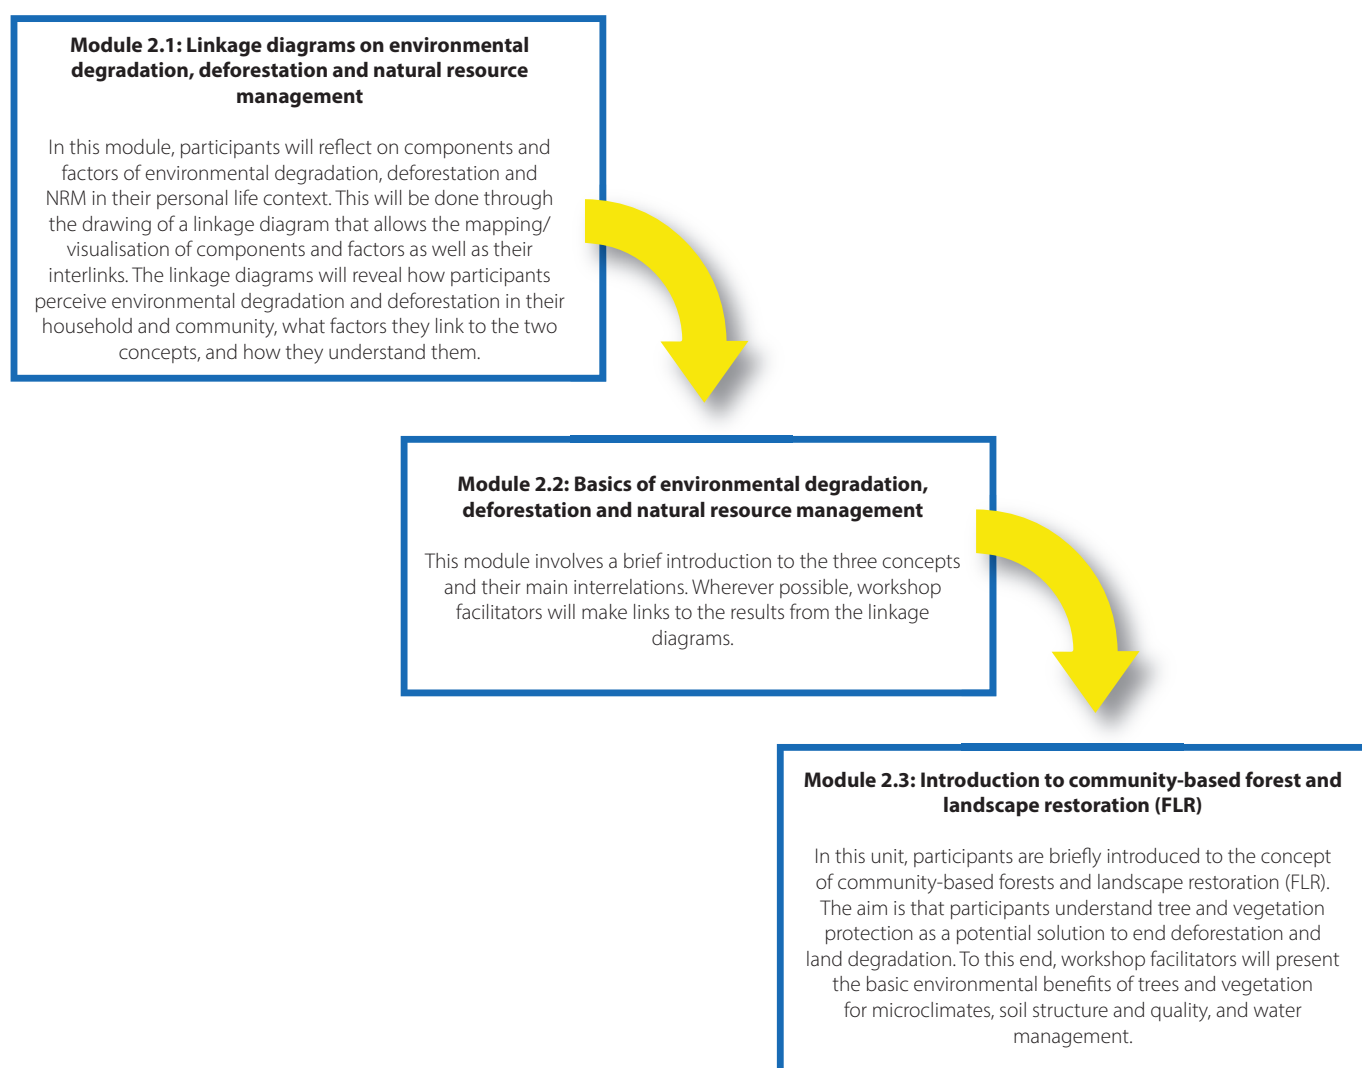 Module 2.1: Linkage diagrams on environmental
degradation, deforestation and natural resource
management
In this module, participants will reflect on components and
factors of environmental degradation, deforestation and
NRM in their personal life context. This will be done through
the drawing of a linkage diagram that allows the mapping/
visualisation of components and factors as well as their
interlinks. The linkage diagrams will reveal how participants
perceive environmental degradation and deforestation in their
household and community, what factors they link to the two
concepts, and how they understand them.
Module 2.2: Basics of environmental degradation,
deforestation and natural resource management
This module involves a brief introduction to the three concepts
and their main interrelations. Wherever possible, workshop
facilitators will make links to the results from the linkage
diagrams.
Module 2.3: Introduction to community-based forest and
landscape restoration (FLR)
In this unit, participants are briefly introduced to the concept
of community-based forests and landscape restoration (FLR).
The aim is that participants understand tree and vegetation
protection as a potential solution to end deforestation and
land degradation. To this end, workshop facilitators will present
the basic environmental benefits of trees and vegetation
for microclimates, soil structure and quality, and water
management.